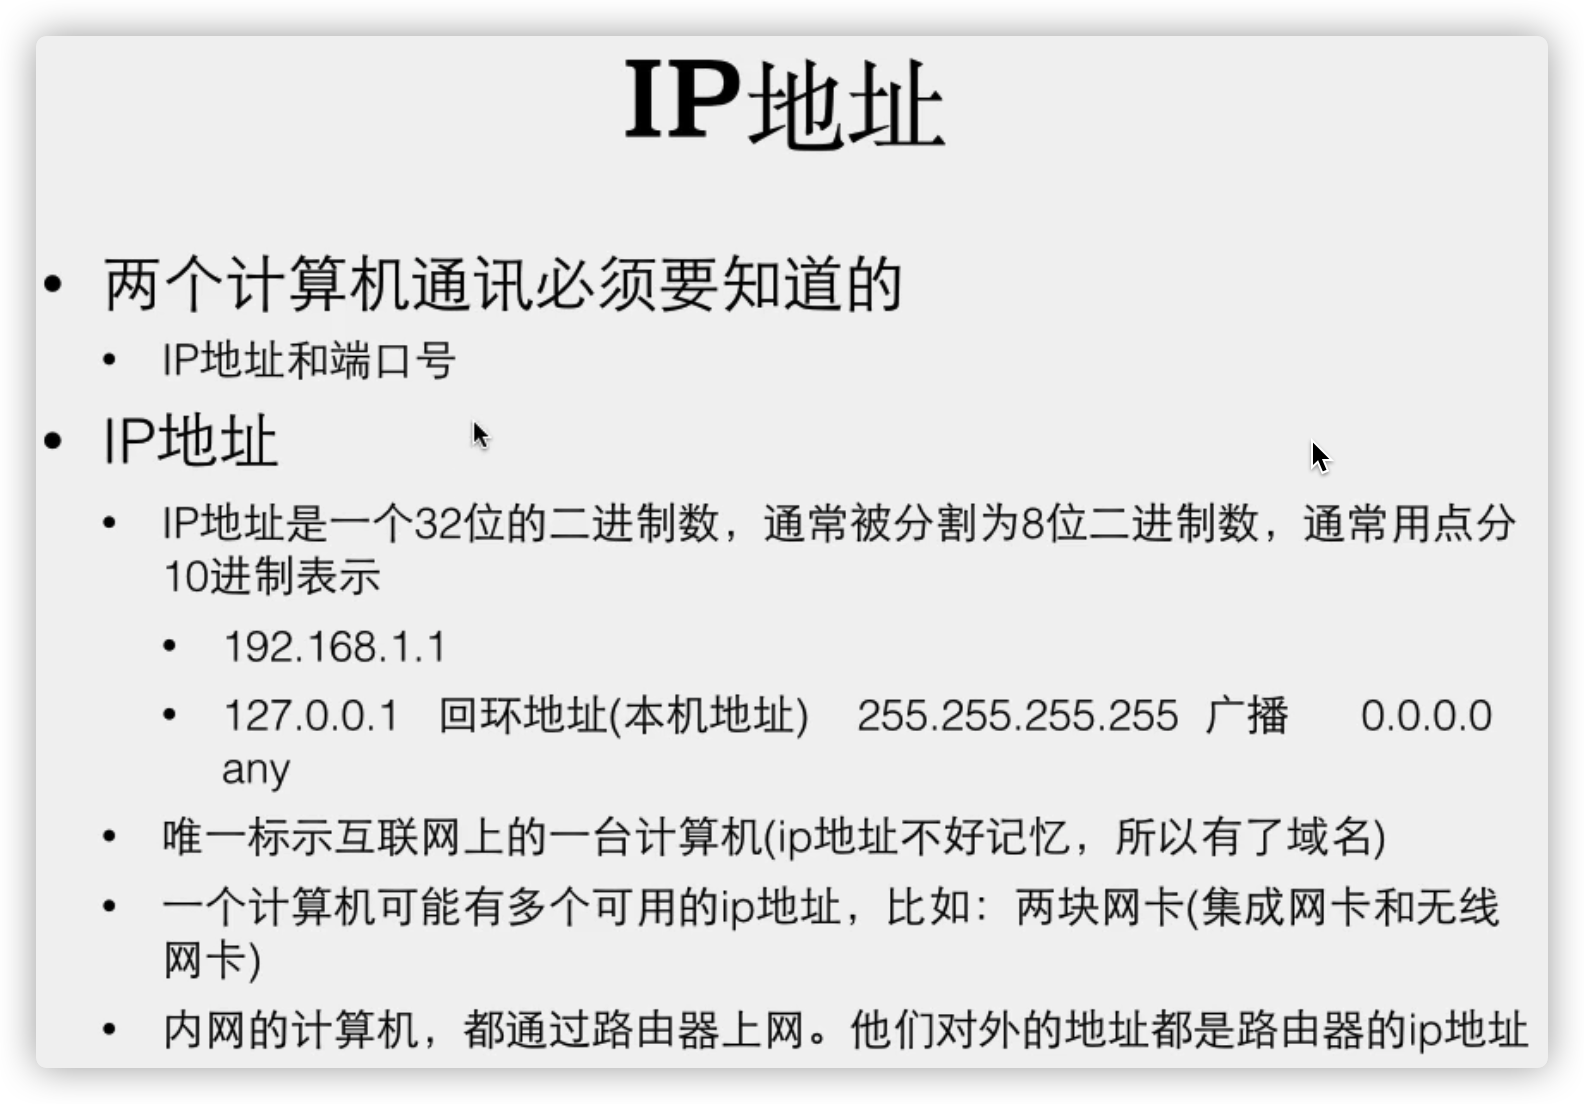 IP地址
• 两个计算机通讯必须要知道的
• IP地址和端口号
• IP地址
• IP地址是一个32位的二进制数，通常被分割为8位二进制数，通常用点分
10进制表示
• 192.168.1.1
• 127.0.0.1 回环地址(本机地址) 255.255.255.255 广播 0.0.0.0
any
• 唯一标示互联网上的一台计算机(ip地址不好记忆，所以有了域名)
• 一个计算机可能有多个可用的ip地址，比如：两块网卡(集成网卡和无线
网卡)
• 内网的计算机，都通过路由器上网。他们对外的地址都是路由器的ip地址